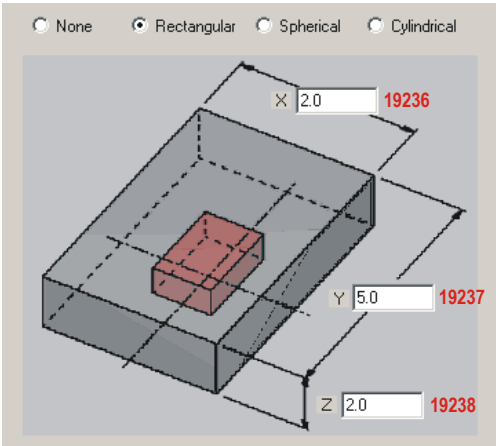 None Rectangular Spherical Cylindrical
X 2.0 19236
Y 5.0 19237
Z 2.0 19238